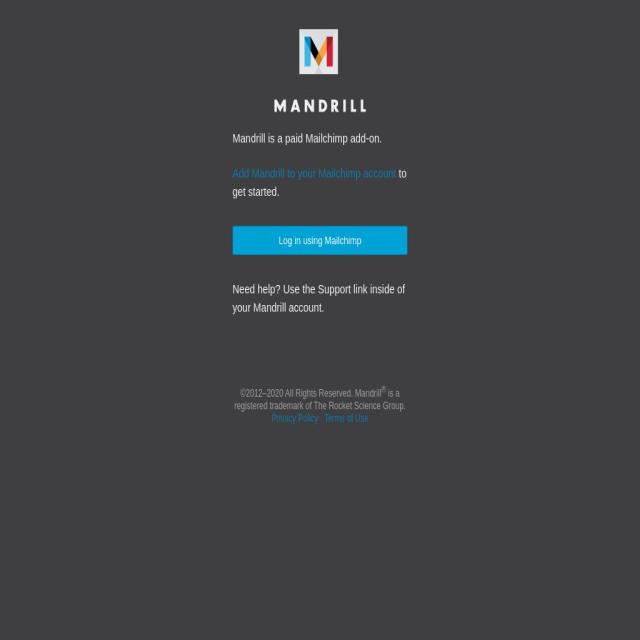 MANDRILL
Mandrill is a paid Mailchimp add-on.
Add Mandrill to your Mailchimp account to
get started.
Log in using Mailchimp
Need help? Use the Support link inside of
your Mandrill account.
©2012–2020 All Rights Reserved. Mandrill® is a
registered trademark of The Rocket Science Group.
Privacy Policy Terms of Use